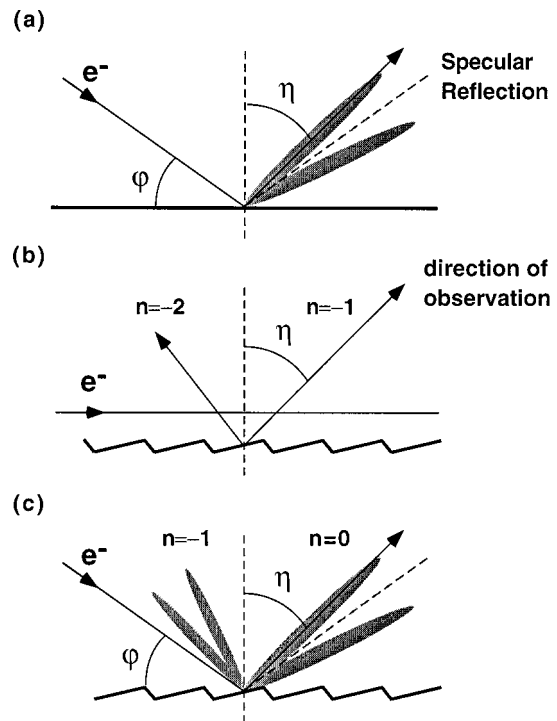 (a)
e-
η
Specular
Reflection
φ
(b)
n=-2
n=-1
direction of
observation
η
e-
(c)
n=-1
n=0
e-
η
φ